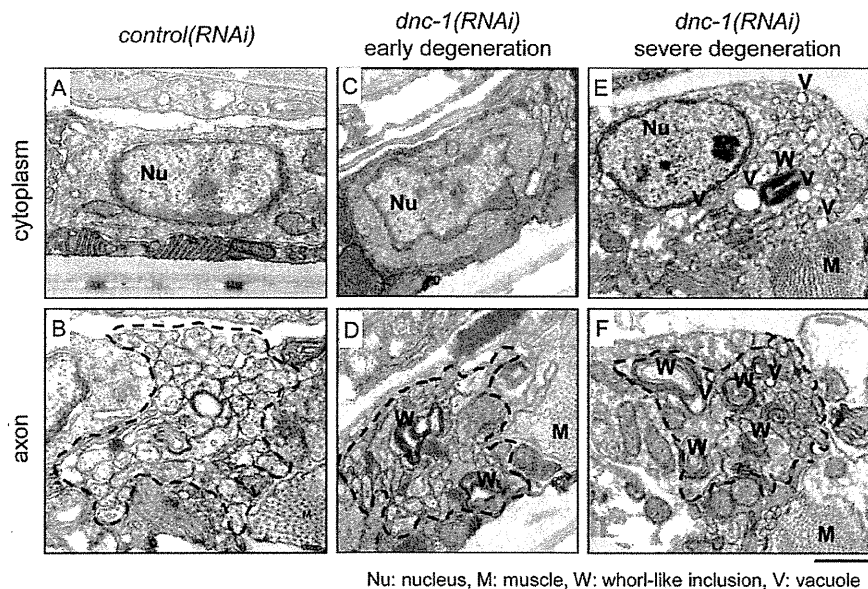 control(RNAi)
dnc-1(RNAi)
early degeneration
dnc-1(RNAi)
severe degeneration
cytoplasm
A
Nu
C
Nu
E
V
Nu
W
V
V
V
V
M
axon
B
M
D
W
M
W
F
W
V
W
V
W
W
M
Nu: nucleus, M: muscle, W: whorl-like inclusion, V: vacuole